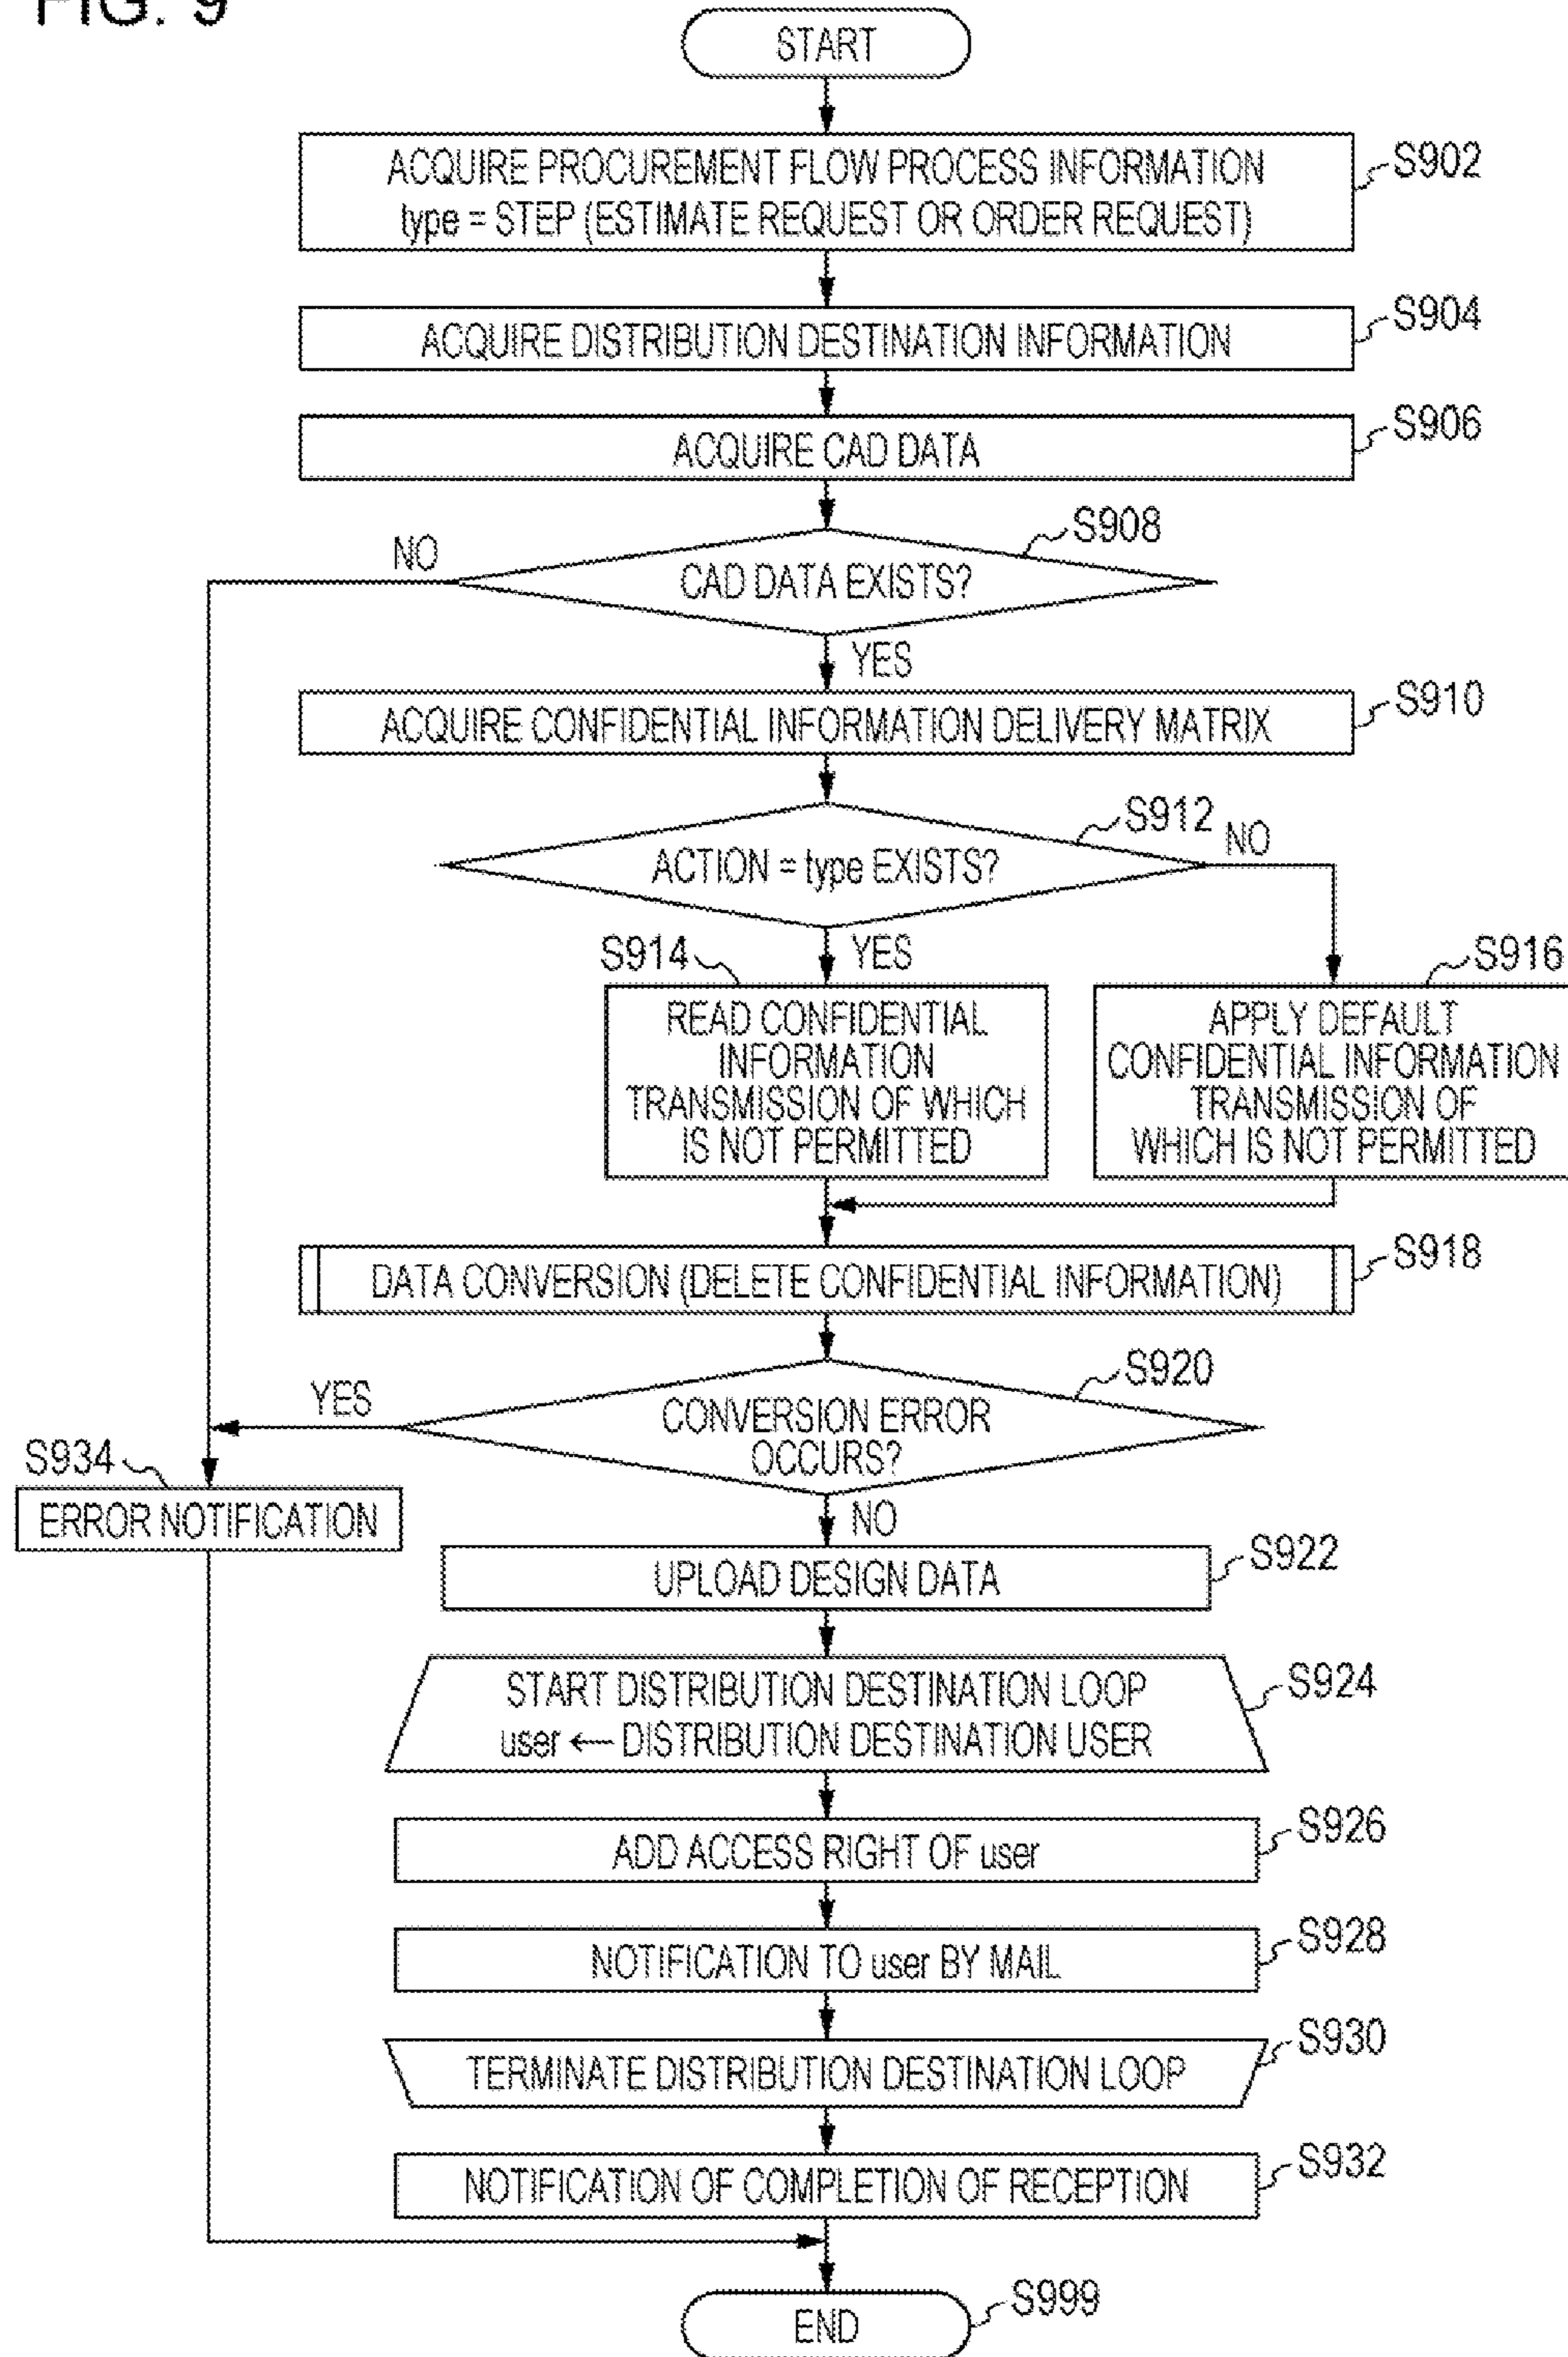 FIG. 9
START
ACQUIRE PROCUREMENT FLOW PROCESS INFORMATION
type = STEP (ESTIMATE REQUEST OR ORDER REQUEST)
S902
ACQUIRE DISTRIBUTION DESTINATION INFORMATION
S904
ACQUIRE CAD DATA
S906
S908
NO
CAD DATA EXISTS?
YES
ACQUIRE CONFIDENTIAL INFORMATION DELIVERY MATRIX
S910
S912
NO
ACTION = type EXISTS?
YES
S914
READ CONFIDENTIAL
INFORMATION
TRANSMISSION OF WHICH
IS NOT PERMITTED
S916
APPLY DEFAULT
CONFIDENTIAL INFORMATION
TRANSMISSION OF
WHICH IS NOT PERMITTED
DATA CONVERSION (DELETE CONFIDENTIAL INFORMATION)
S918
S920
YES
CONVERSION ERROR
OCCURS?
S934
ERROR NOTIFICATION
NO
UPLOAD DESIGN DATA
S922
START DISTRIBUTION DESTINATION LOOP
user ← DISTRIBUTION DESTINATION USER
S924
ADD ACCESS RIGHT OF user
S926
NOTIFICATION TO user BY MAIL
S928
TERMINATE DISTRIBUTION DESTINATION LOOP
S930
NOTIFICATION OF COMPLETION OF RECEPTION
S932
END
S999